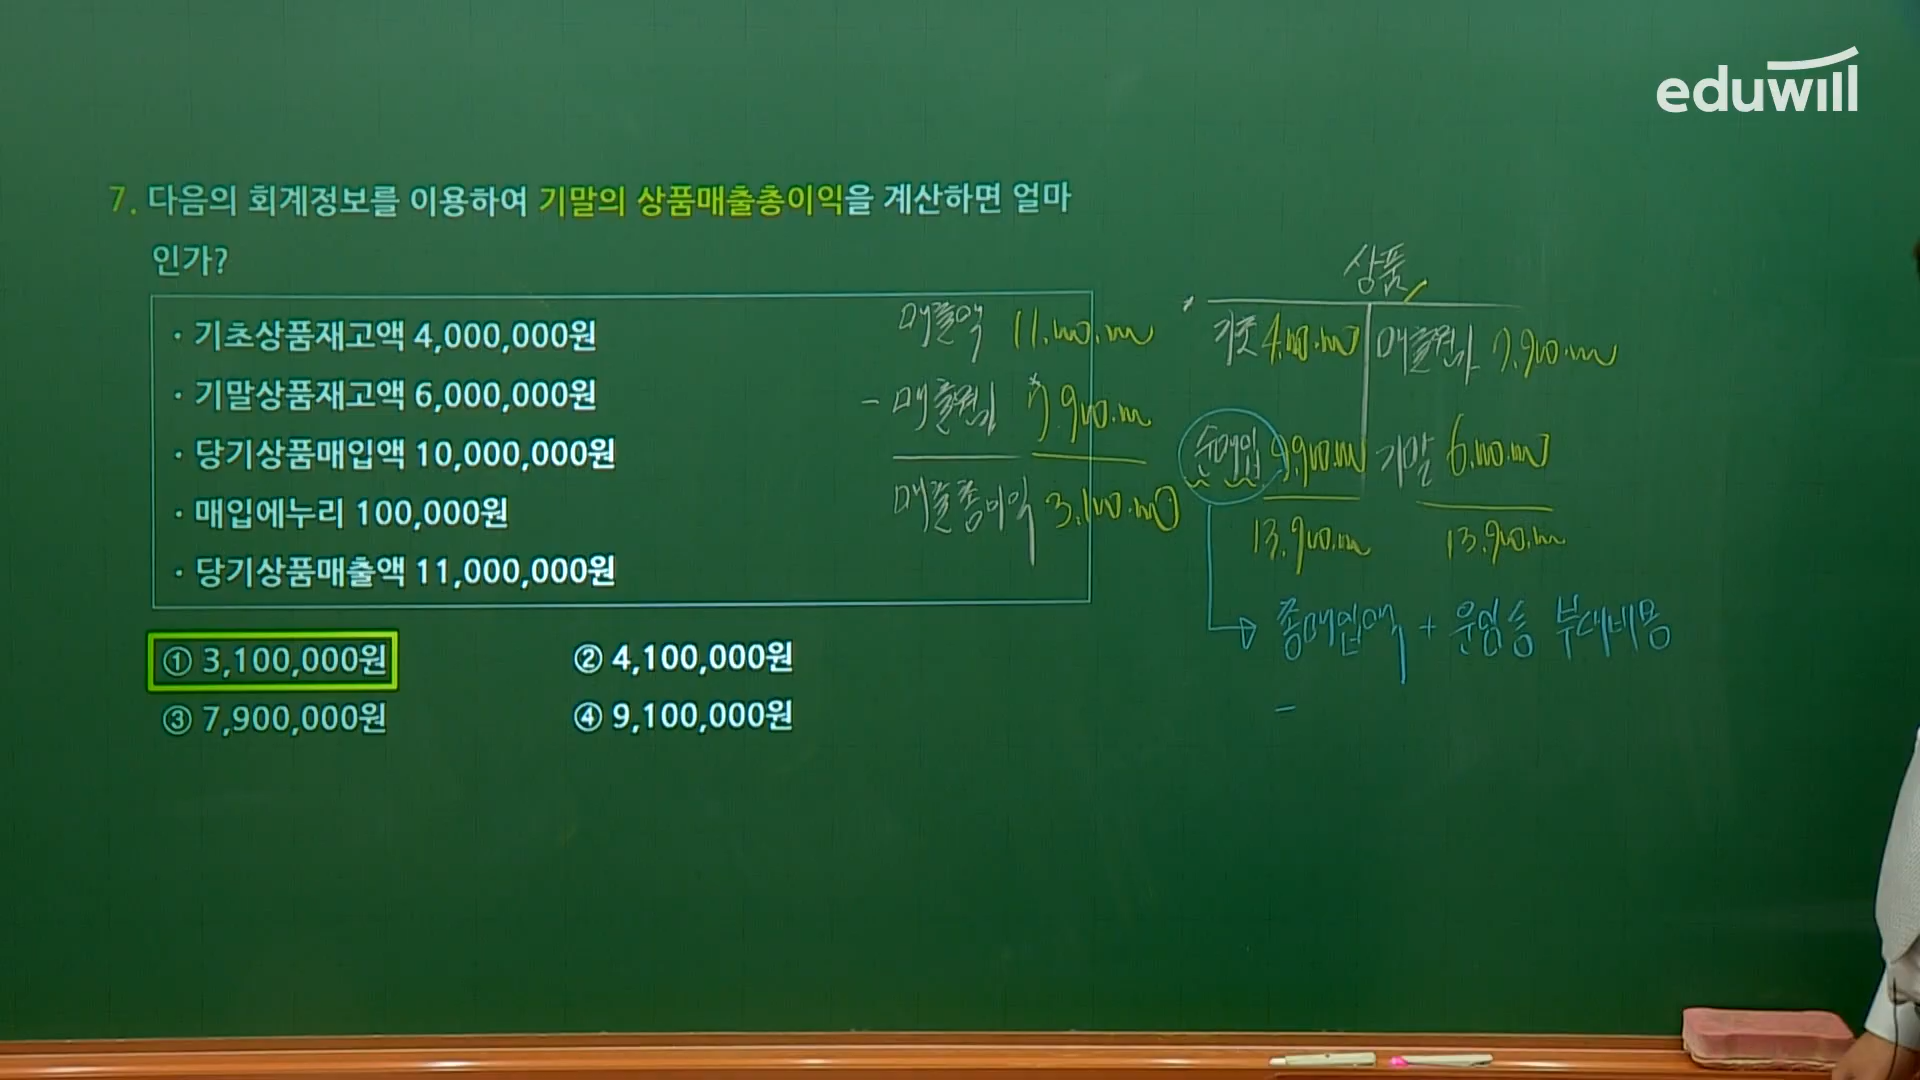 eduwill
7. 다음의 회계정보를 이용하여 기말의 상품매출총이익을 계산하면 얼마
인가?
· 기초상품재고액 4,000,000원
· 기말상품재고액 6,000,000원
· 당기상품매입액 10,000,000원
· 매입에누리 100,000원
· 당기상품매출액 11,000,000원
① 3,100,000원
② 4,100,000원
③ 7,900,000원
④ 9,100,000원
매출액 11.000.000
- 매출원가 7.900.000
매출총이익 3.100.000
상품
기초 4.000.000 매출원가 7.900.000
순매입 9.900.000 기말 6.000.000
13.900.000 13.900.000
총매입액 + 운임 등 부대비용
-